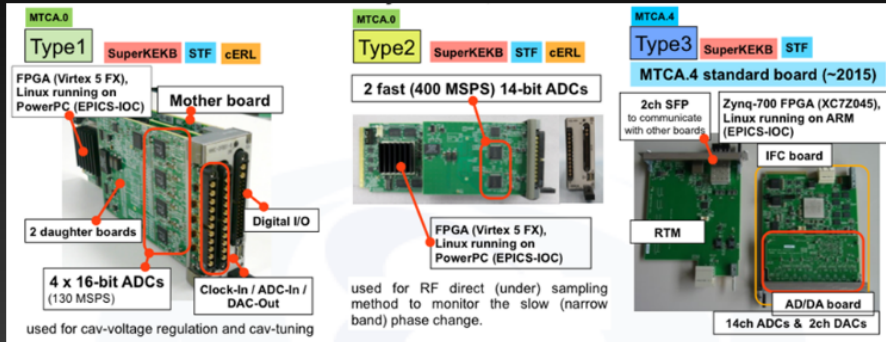 MTCA.0
Type1
SuperKEKB STF cERL
FPGA (Virtex 5 FX),
Linux running on
PowerPC (EPICS-IOC)
Mother board
Digital I/O
2 daughter boards
4 x 16-bit ADCs
(130 MSPS)
Clock-In / ADC-In /
DAC-Out
used for cav-voltage regulation and cav-tuning
MTCA.0
Type2
SuperKEKB STF cERL
2 fast (400 MSPS) 14-bit ADCs
FPGA (Virtex 5 FX),
Linux running on
PowerPC (EPICS-IOC)
used for RF direct (under) sampling
method to monitor the slow (narrow
band) phase change.
MTCA.4
Type3
SuperKEKB STF
MTCA.4 standard board (~2015)
2ch SFP
to communicate
with other boards
Zynq-700 FPGA (XC7Z045),
Linux running on ARM
(EPICS-IOC)
IFC board
RTM
AD/DA board
14ch ADCs & 2ch DACs